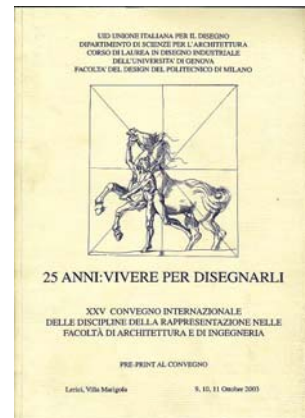 UID UNIONE ITALIANA PER IL DISEGNO
DIPARTIMENTO DI SCIENZE PER L'ARCHITETTURA
CORSO DI LAUREA IN DISEGNO INDUSTRIALE
DELL'UNIVERSITA' DI GENOVA
FACOLTA' DEL DESIGN DEL POLITECNICO DI MILANO
25 ANNI: VIVERE PER DISEGNARLI
XXV CONVEGNO INTERNAZIONALE
DELLE DISCIPLINE DELLA RAPPRESENTAZIONE NELLE
FACOLTÀ DI ARCHITETTURA E DI INGEGNERIA
PRE-PRINT AL CONVEGNO
Lerici, Villa Marigola 9, 10, 11 Ottobre 2003